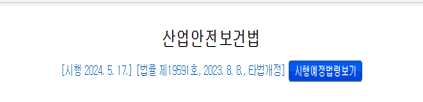 산업안전보건법
[시행 2024. 5. 17.] [법률 제19591호, 2023. 8. 8., 타법개정] 시행예정법령보기